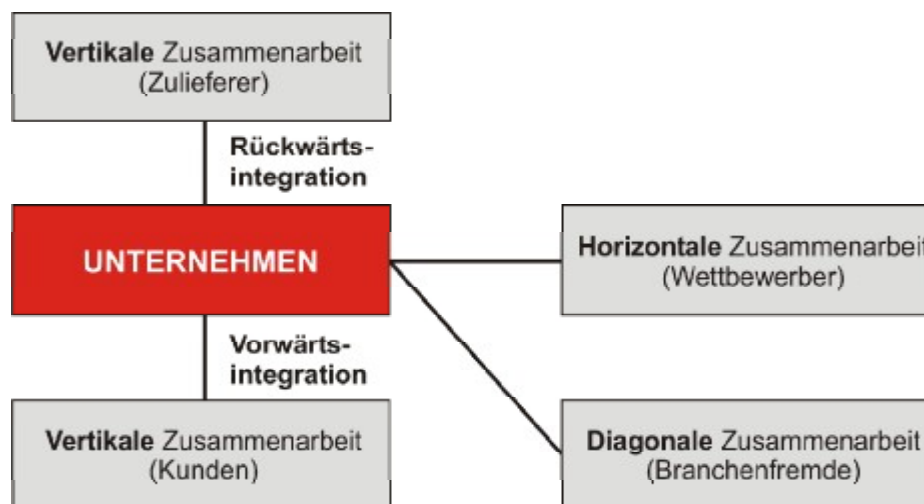 Vertikale Zusammenarbeit
(Zulieferer)
Rückwärts-
integration
UNTERNEHMEN
Horizontale Zusammenarbeit
(Wettbewerber)
Vorwärts-
integration
Vertikale Zusammenarbeit
(Kunden)
Diagonale Zusammenarbeit
(Branchenfremde)